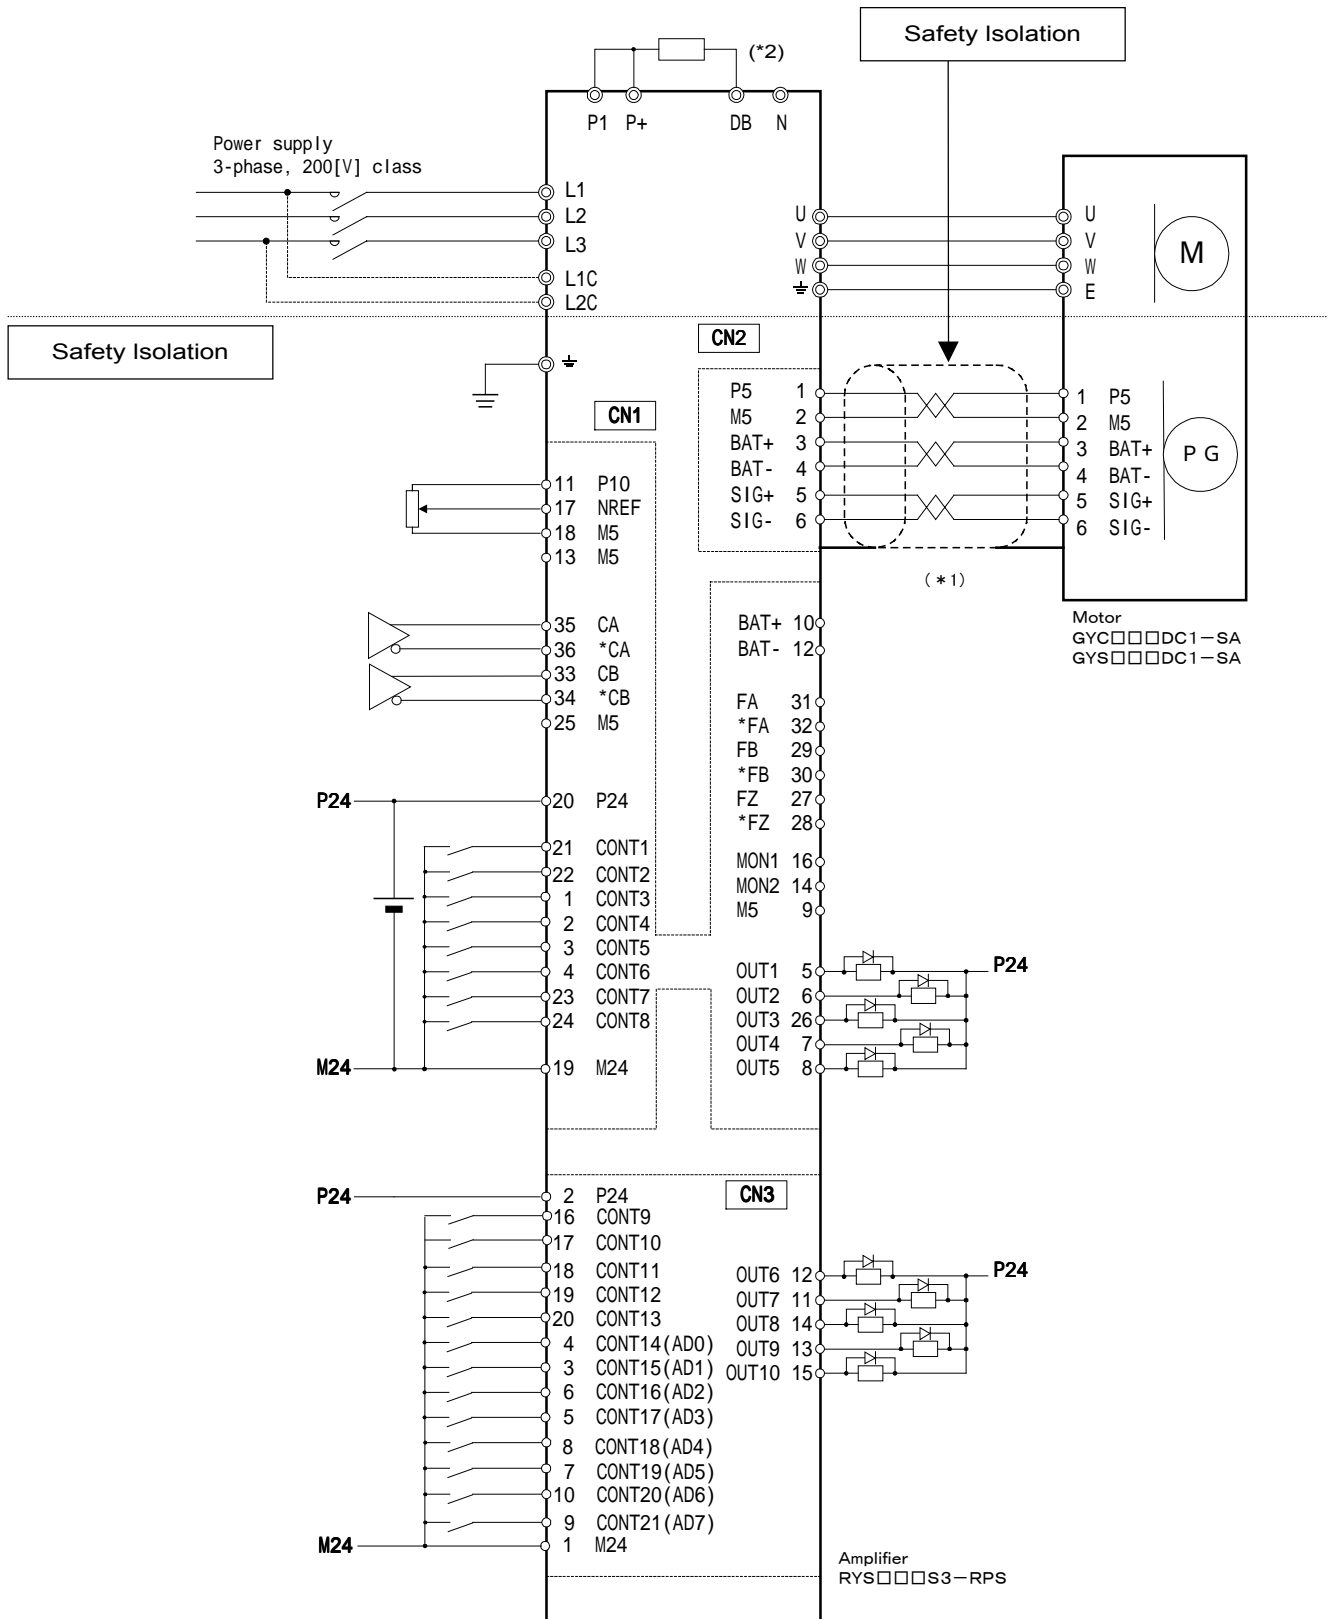 Safety Isolation
(*2)
P1 P+ DB N
Power supply
3-phase, 200[V] class
L1
L2
L3
L1C
L2C
U
V
W
U
V
W
E
M
Safety Isolation
CN2
P5 1
M5 2
BAT+ 3
BAT- 4
SIG+ 5
SIG- 6
1 P5
2 M5
3 BAT+
4 BAT-
5 SIG+
6 SIG-
P G
(*1)
Motor
GYC□□□DC1-SA
GYS□□□DC1-SA
CN1
11 P10
17 NREF
18 M5
13 M5
35 CA
36 *CA
33 CB
34 *CB
25 M5
P24 20 P24
21 CONT1
22 CONT2
1 CONT3
2 CONT4
3 CONT5
4 CONT6
23 CONT7
24 CONT8
M24 19 M24
BAT+ 10
BAT- 12
FA 31
*FA 32
FB 29
*FB 30
FZ 27
*FZ 28
MON1 16
MON2 14
M5 9
OUT1 5 P24
OUT2 6
OUT3 26
OUT4 7
OUT5 8
CN3
P24 2 P24
16 CONT9
17 CONT10
18 CONT11
19 CONT12
20 CONT13
4 CONT14(AD0)
3 CONT15(AD1)
6 CONT16(AD2)
5 CONT17(AD3)
8 CONT18(AD4)
7 CONT19(AD5)
10 CONT20(AD6)
9 CONT21(AD7)
M24 1 M24
OUT6 12 P24
OUT7 11
OUT8 14
OUT9 13
OUT10 15
Amplifier
RYS□□□S3-RPS